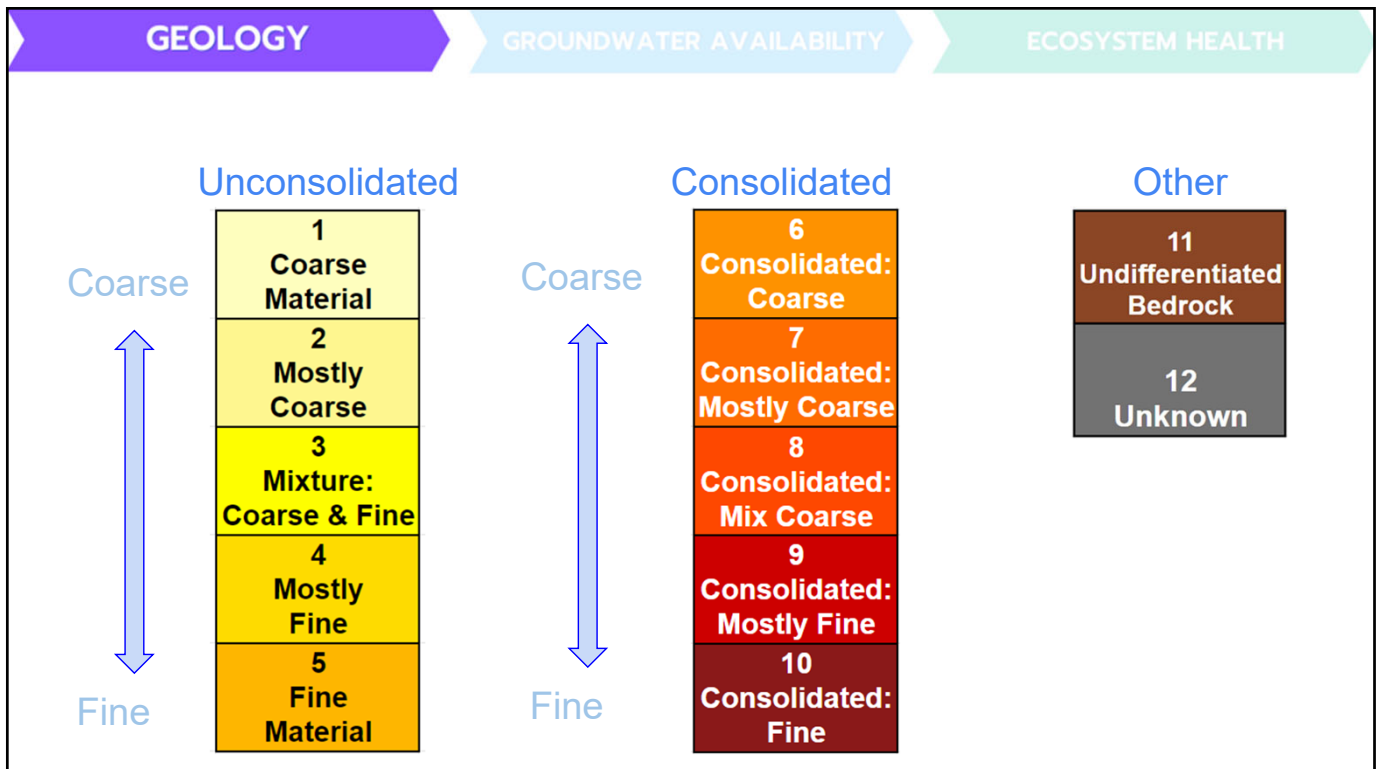 GEOLOGY
GROUNDWATER AVAILABILITY
ECOSYSTEM HEALTH
Unconsolidated
Coarse
1
Coarse
Material
2
Mostly
Coarse
3
Mixture:
Coarse & Fine
4
Mostly
Fine
5
Fine
Material
Fine
Consolidated
Coarse
6
Consolidated:
Coarse
7
Consolidated:
Mostly Coarse
8
Consolidated:
Mix Coarse
9
Consolidated:
Mostly Fine
10
Consolidated:
Fine
Fine
Other
11
Undifferentiated
Bedrock
12
Unknown